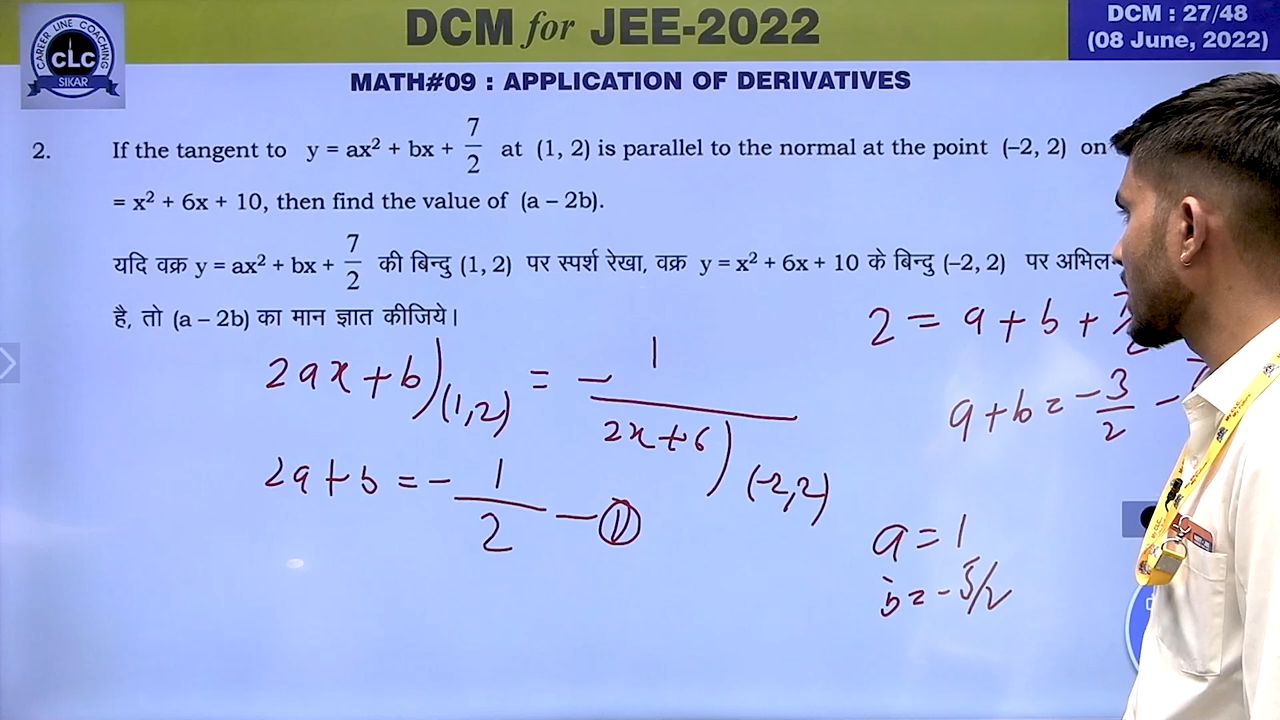 CAREER LINE COACHING
CLC
SIKAR
DCM for JEE-2022
DCM : 27/48
(08 June, 2022)
MATH#09 : APPLICATION OF DERIVATIVES
2. If the tangent to y = ax² + bx + 7/2 at (1, 2) is parallel to the normal at the point (–2, 2) on
= x² + 6x + 10, then find the value of (a – 2b).
यदि वक्र y = ax² + bx + 7/2 की बिन्दु (1, 2) पर स्पर्श रेखा, वक्र y = x² + 6x + 10 के बिन्दु (–2, 2) पर
है, तो (a – 2b) का मान ज्ञात कीजिये।
2 = a + b +
2ax + b)(1,2) = – 1/2x + 6)(-2,2)
a + b = -3/2 –
2a + b = – 1/2 – ①
a = 1
b = - 5/2